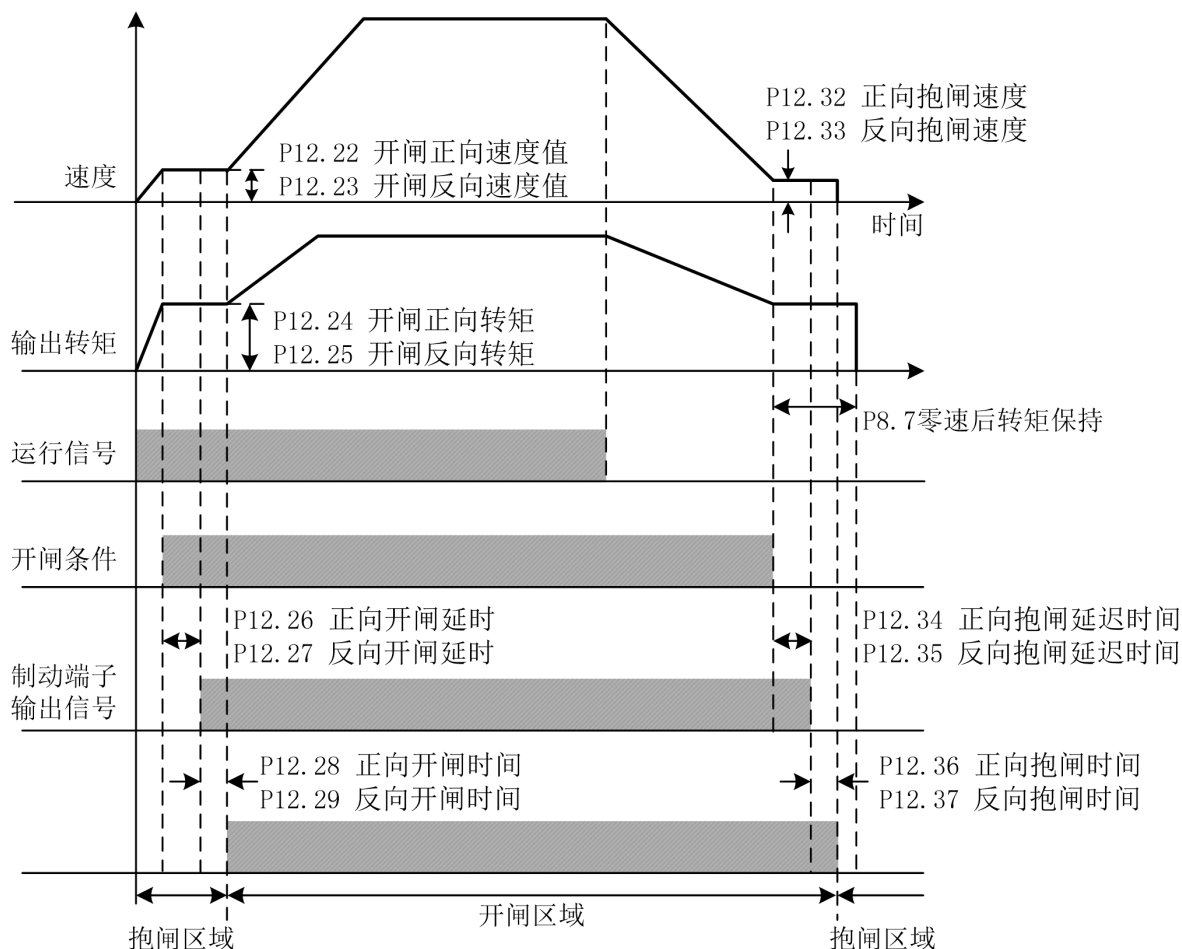 P12.32 正向抱闸速度
P12.33 反向抱闸速度
P12.22 开闸正向速度值
P12.23 开闸反向速度值
速度
时间
P12.24 开闸正向转矩
P12.25 开闸反向转矩
输出转矩
P8.7零速后转矩保持
运行信号
开闸条件
P12.26 正向开闸延时
P12.27 反向开闸延时
P12.34 正向抱闸延迟时间
P12.35 反向抱闸延迟时间
制动端子
输出信号
P12.28 正向开闸时间
P12.29 反向开闸时间
P12.36 正向抱闸时间
P12.37 反向抱闸时间
开闸区域
抱闸区域
抱闸区域